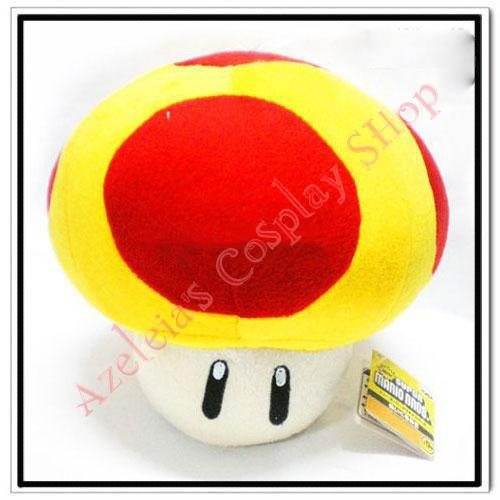 Azeleia's Cosplay SHop
SUPER
MARIO BROS.